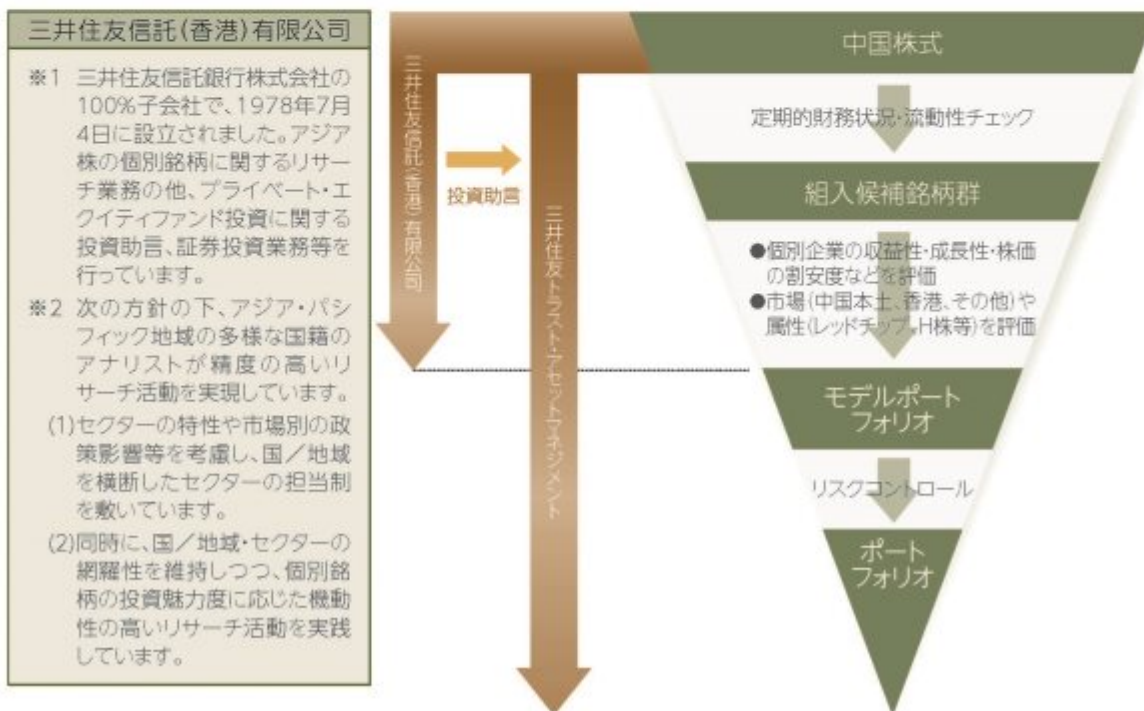 三井住友信託(香港)有限公司
※1 三井住友信託銀行株式会社の
100%子会社で、1978年7月
4日に設立されました。アジア
株の個別銘柄に関するリサー
チ業務の他、プライベート・エ
クイティファンド投資に関する
投資助言、証券投資業務等を
行っています。
※2 次の方針の下、アジア・パシ
フィック地域の多様な国籍の
アナリストが精度の高いリ
サーチ活動を実現しています。
(1)セクターの特性や市場別の政
策影響等を考慮し、国/地域
を横断したセクターの担当制
を敷いています。
(2)同時に、国/地域・セクターの
網羅性を維持しつつ、個別銘
柄の投資魅力度に応じた機動
性の高いリサーチ活動を実践
しています。
三井住友信託(香港)有限公司
投資助言
三井住友トラスト・アセットマネジメント
中国株式
定期的財務状況・流動性チェック
組入候補銘柄群
●個別企業の収益性・成長性・株価
の割安度などを評価
●市場(中国本土、香港、その他)や
属性(レッドチップ、H株等)を評価
モデルポート
フォリオ
リスクコントロール
ポート
フォリオ